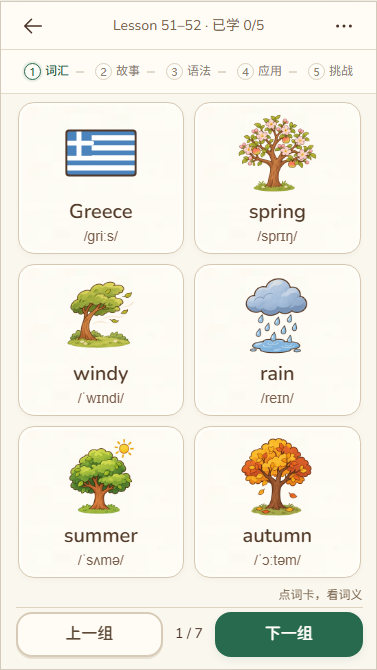 Lesson 51–52 · 已学 0/5
1 词汇 2 故事 3 语法 4 应用 5 挑战
Greece spring
/griːs/ /sprɪŋ/
windy rain
/ˈwɪndi/ /reɪn/
summer autumn
/ˈsʌmə/ /ˈɔːtəm/
点词卡，看词义
上一组 1 / 7 下一组